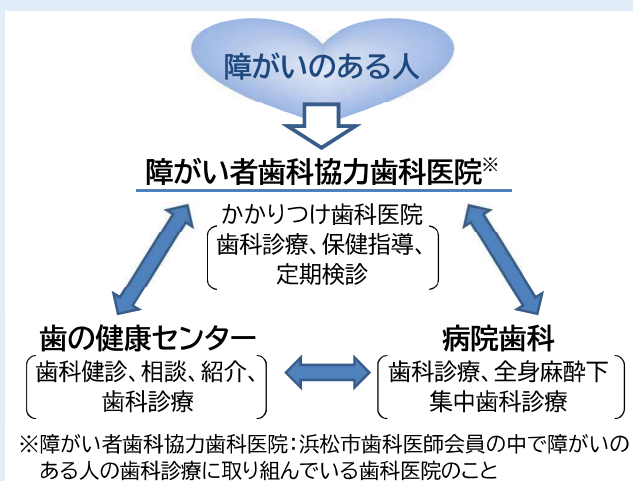 障がいのある人
障がい者歯科協力歯科医院※
かかりつけ歯科医院
歯科診療、保健指導、
定期検診
歯の健康センター
歯科健診、相談、紹介、
歯科診療
病院歯科
歯科診療、全身麻酔下
集中歯科診療
※障がい者歯科協力歯科医院：浜松市歯科医師会員の中で障がいの
ある人の歯科診療に取り組んでいる歯科医院のこと